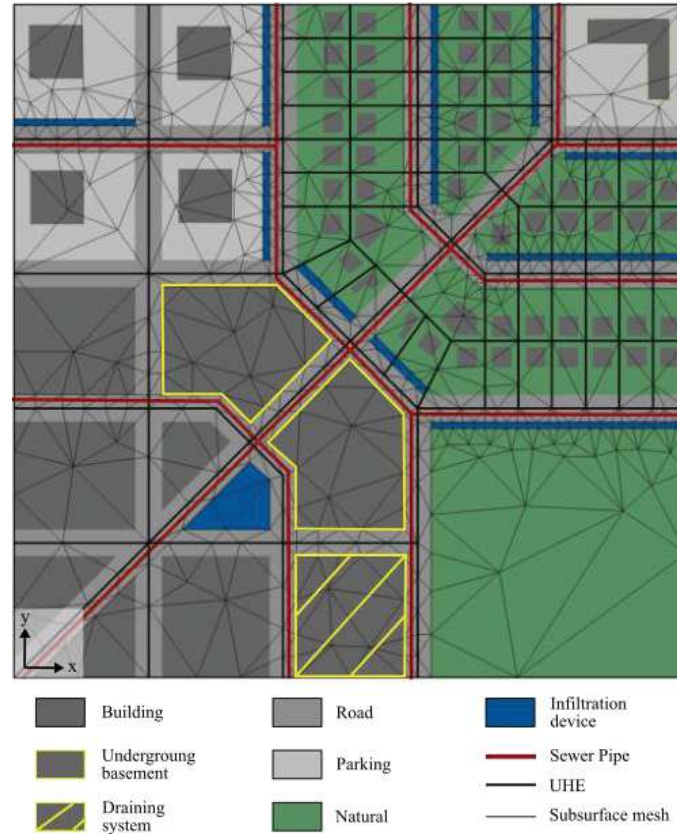 y
x
Building
Road
Infiltration
device
Undergroung
basement
Parking
Sewer Pipe
UHE
Draining
system
Natural
Subsurface mesh